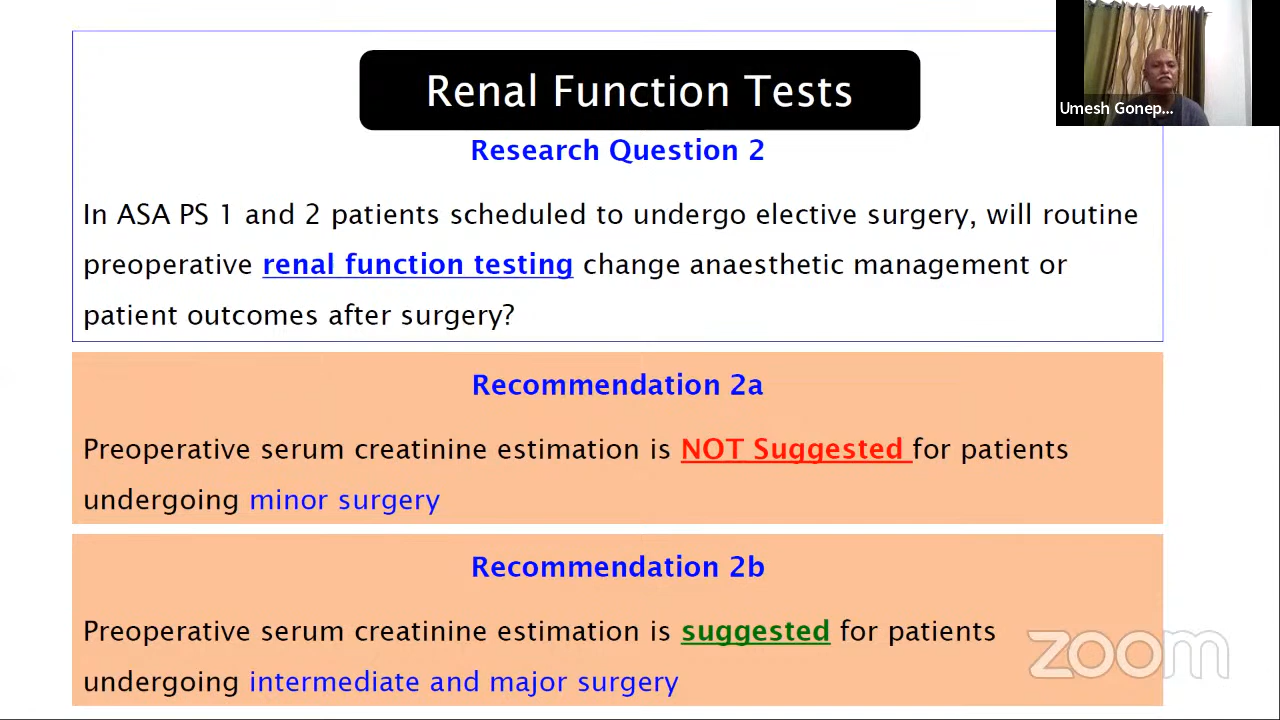 Renal Function Tests
Umesh Gonep...
Research Question 2
In ASA PS 1 and 2 patients scheduled to undergo elective surgery, will routine
preoperative renal function testing change anaesthetic management or
patient outcomes after surgery?
Recommendation 2a
Preoperative serum creatinine estimation is NOT Suggested for patients
undergoing minor surgery
Recommendation 2b
Preoperative serum creatinine estimation is suggested for patients
undergoing intermediate and major surgery
zoom